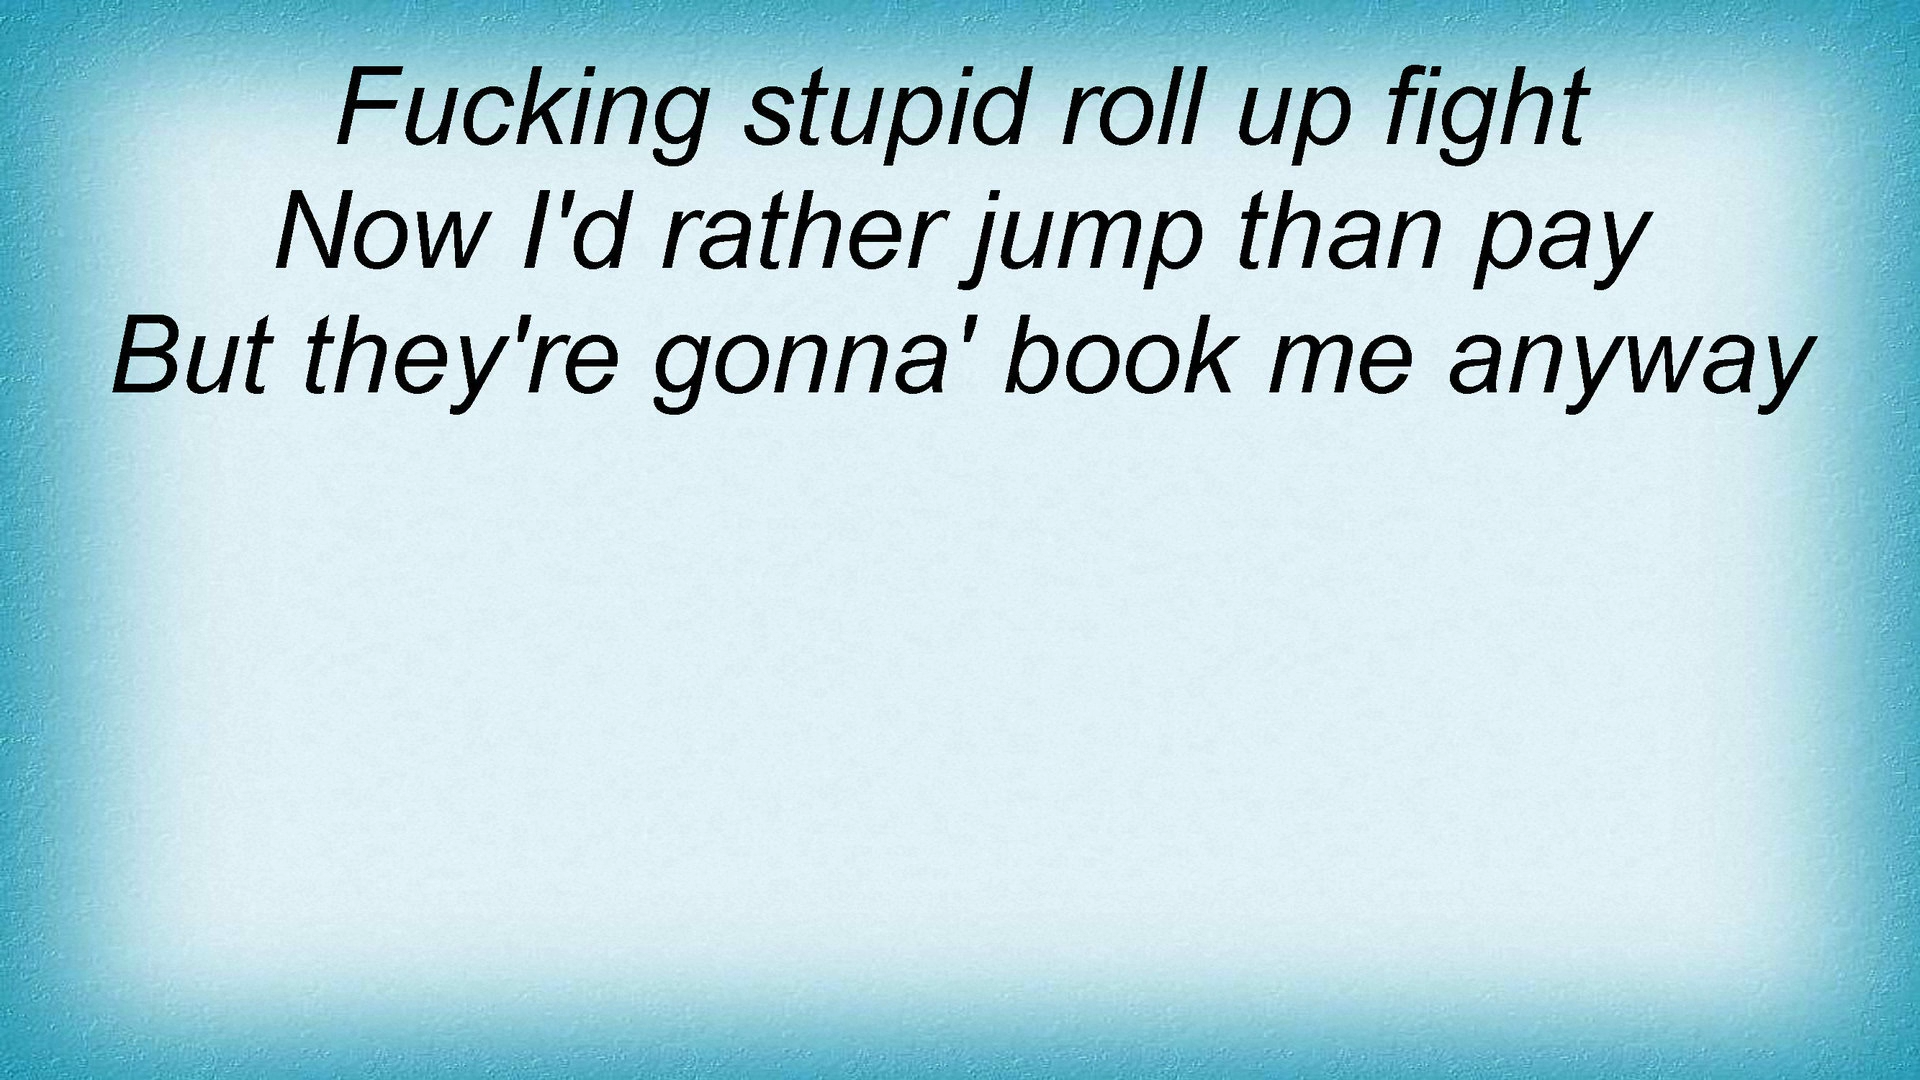 Fucking stupid roll up fight
Now I'd rather jump than pay
But they're gonna' book me anyway